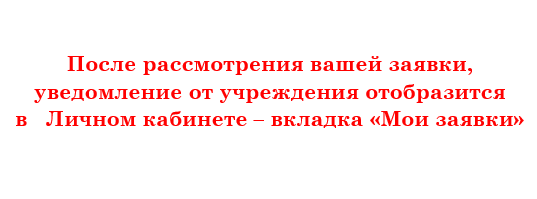 После рассмотрения вашей заявки,
уведомление от учреждения отобразится
в   Личном кабинете – вкладка «Мои заявки»